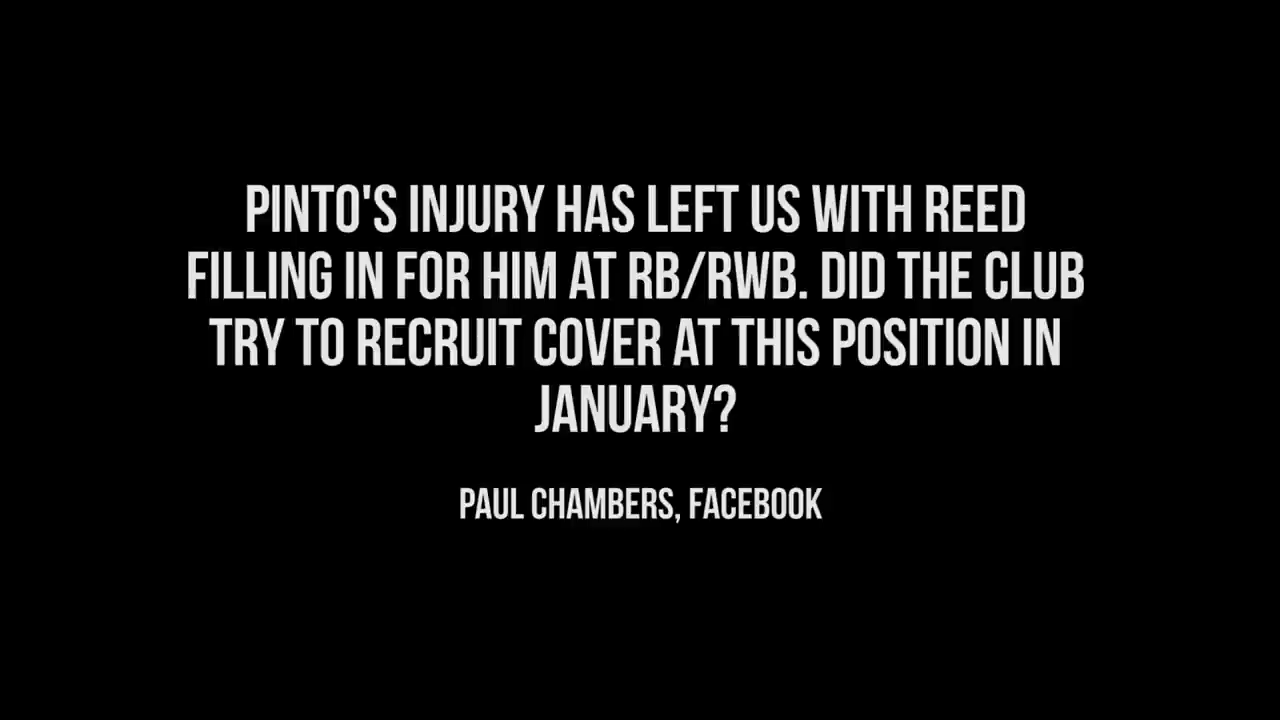 PINTO'S INJURY HAS LEFT US WITH REED
FILLING IN FOR HIM AT RB/RWB. DID THE CLUB
TRY TO RECRUIT COVER AT THIS POSITION IN
JANUARY?
PAUL CHAMBERS, FACEBOOK